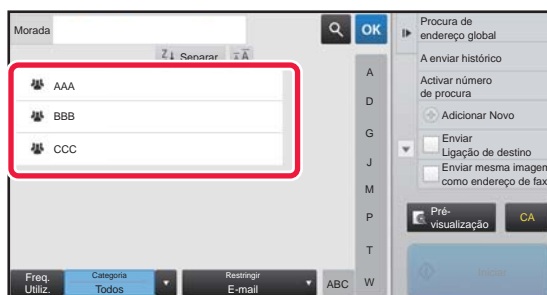 Morada
OK
Separar
AAA
BBB
CCC
A
D
G
J
M
P
T
W
ABC
Freq.
Utiliz.
Categoria
Todos
Restringir
E-mail
Procura de
endereço global
A enviar histórico
Activar número
de procura
Adicionar Novo
Enviar
Ligação de destino
Enviar mesma imagem
como endereço de fax
Pré-
visualização
CA
Iniciar